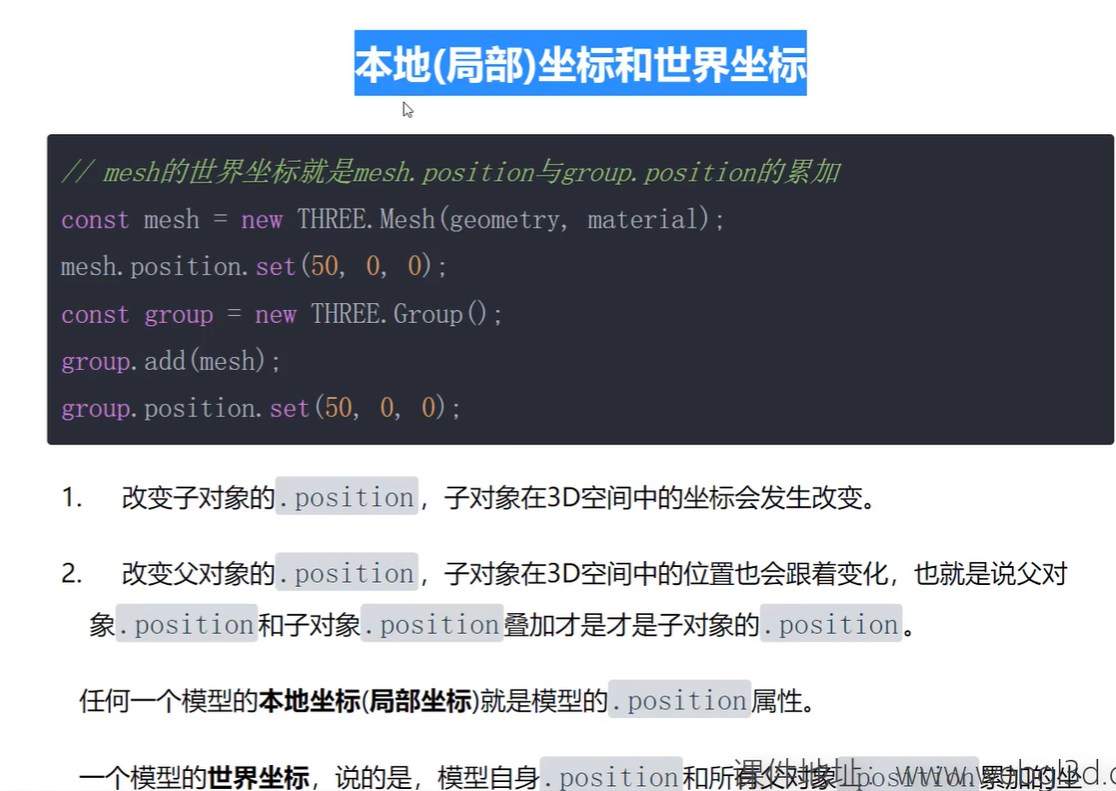 本地(局部)坐标和世界坐标
// mesh的世界坐标就是mesh.position与group.position的累加
const mesh = new THREE.Mesh(geometry, material);
mesh.position.set(50, 0, 0);
const group = new THREE.Group();
group.add(mesh);
group.position.set(50, 0, 0);
1. 改变子对象的.position，子对象在3D空间中的坐标会发生改变。
2. 改变父对象的.position，子对象在3D空间中的位置也会跟着变化，也就是说父对
象.position和子对象.position叠加才是才是子对象的.position。
任何一个模型的本地坐标(局部坐标)就是模型的.position属性。
一个模型的世界坐标，说的是，模型自身.position和所有父对象.position累加的坐
课件地址：www.webgl3d.c